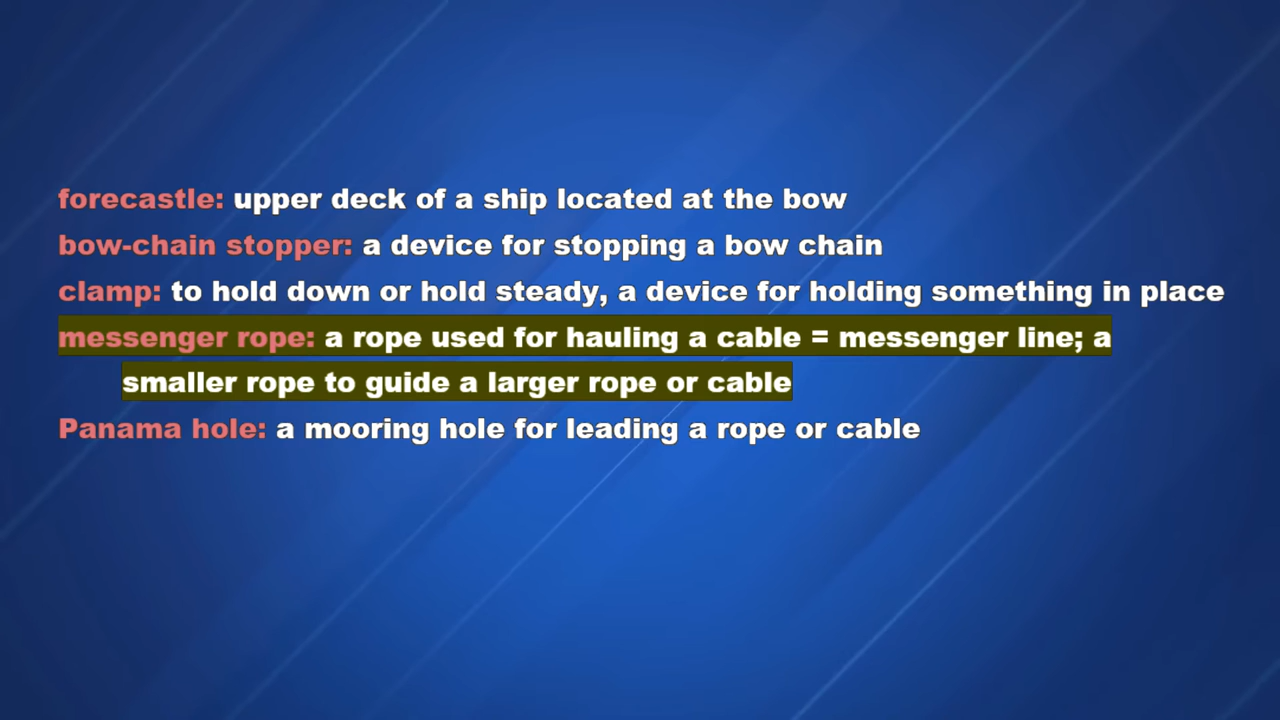 forecastle: upper deck of a ship located at the bow
bow-chain stopper: a device for stopping a bow chain
clamp: to hold down or hold steady, a device for holding something in place
messenger rope: a rope used for hauling a cable = messenger line; a
smaller rope to guide a larger rope or cable
Panama hole: a mooring hole for leading a rope or cable